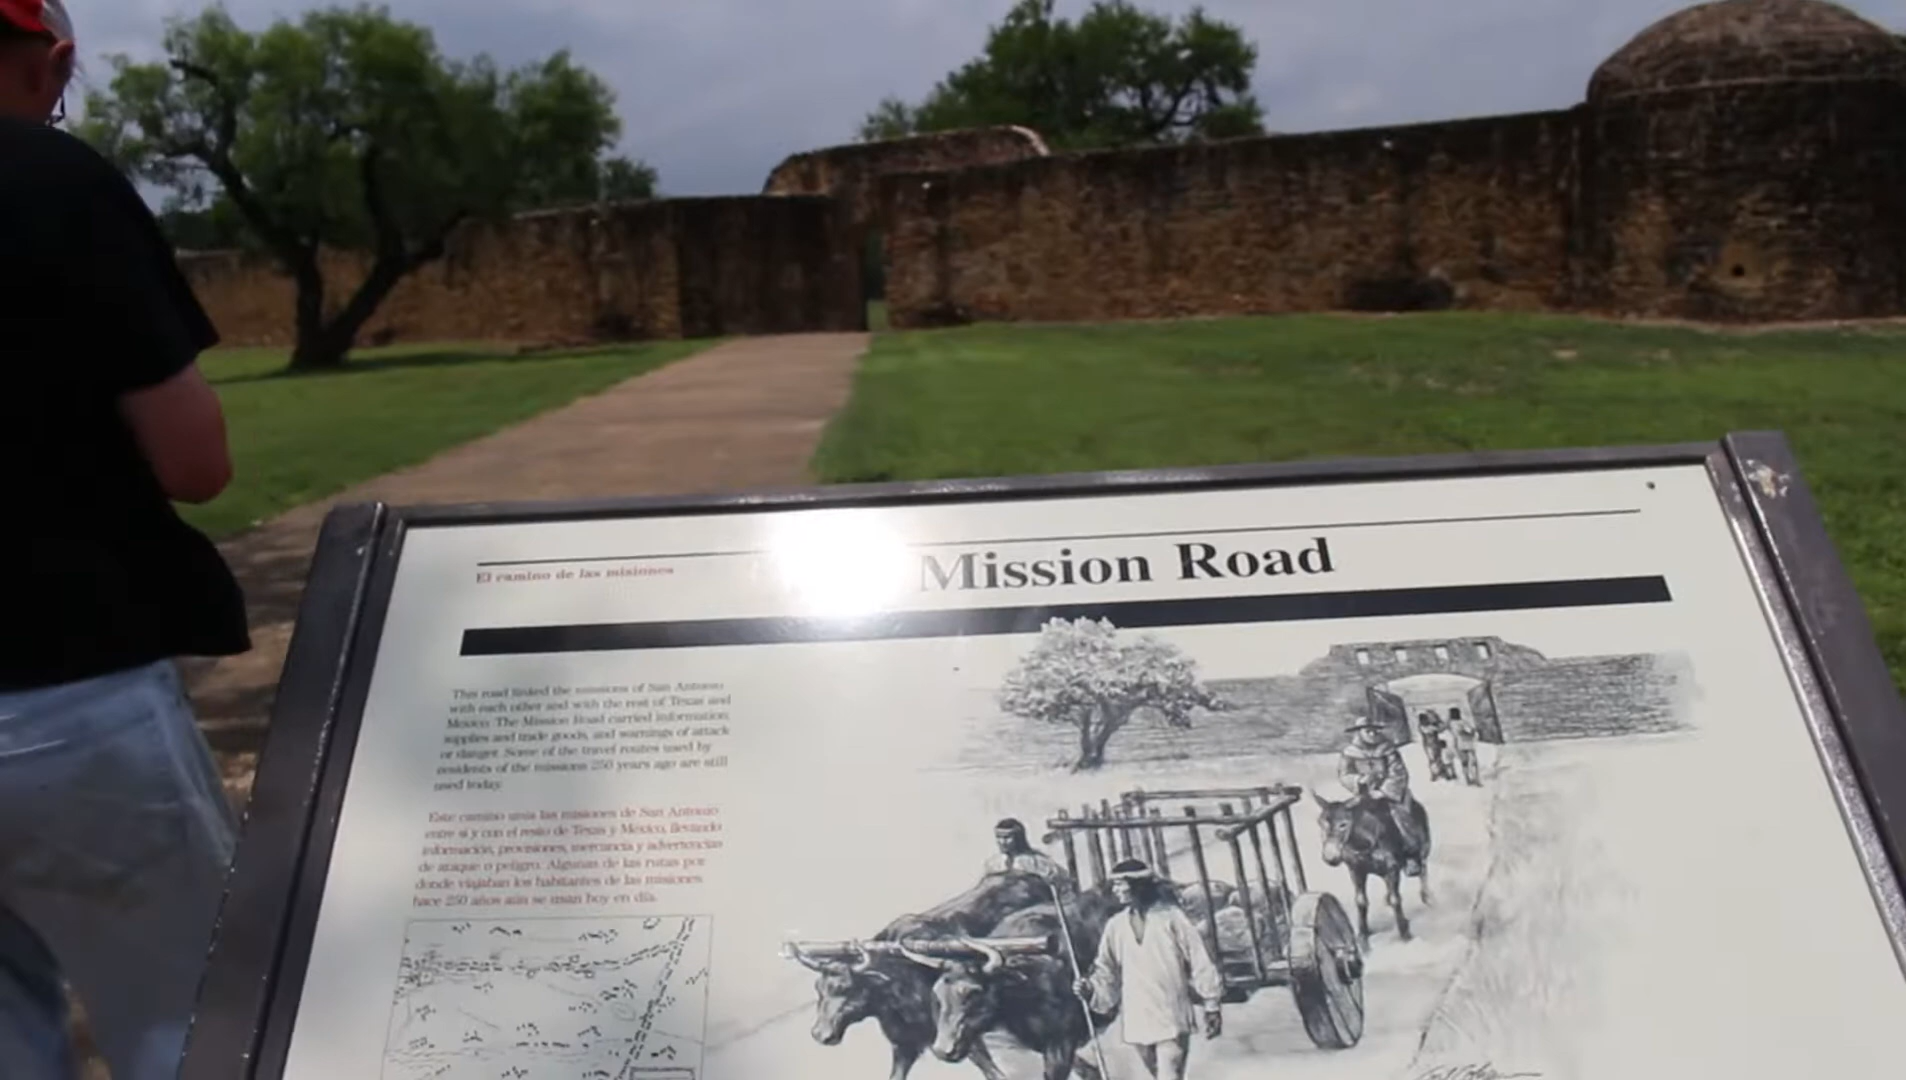 El camino de las misiones
Mission Road
This road linked the missions of San Antonio
with each other and with the rest of Texas and
Mexico. The Mission Road carried information,
supplies and trade goods, and warnings of attack
or danger. Some of the travel routes used by
residents of the missions 250 years ago are still
used today.
Este camino unía las misiones de San Antonio
entre sí y con el resto de Texas y México, llevando
información, provisiones, mercancía y advertencias
de ataque o peligro. Algunas de las rutas por
donde viajaban los habitantes de las misiones
hace 250 años aún se usan hoy en día.